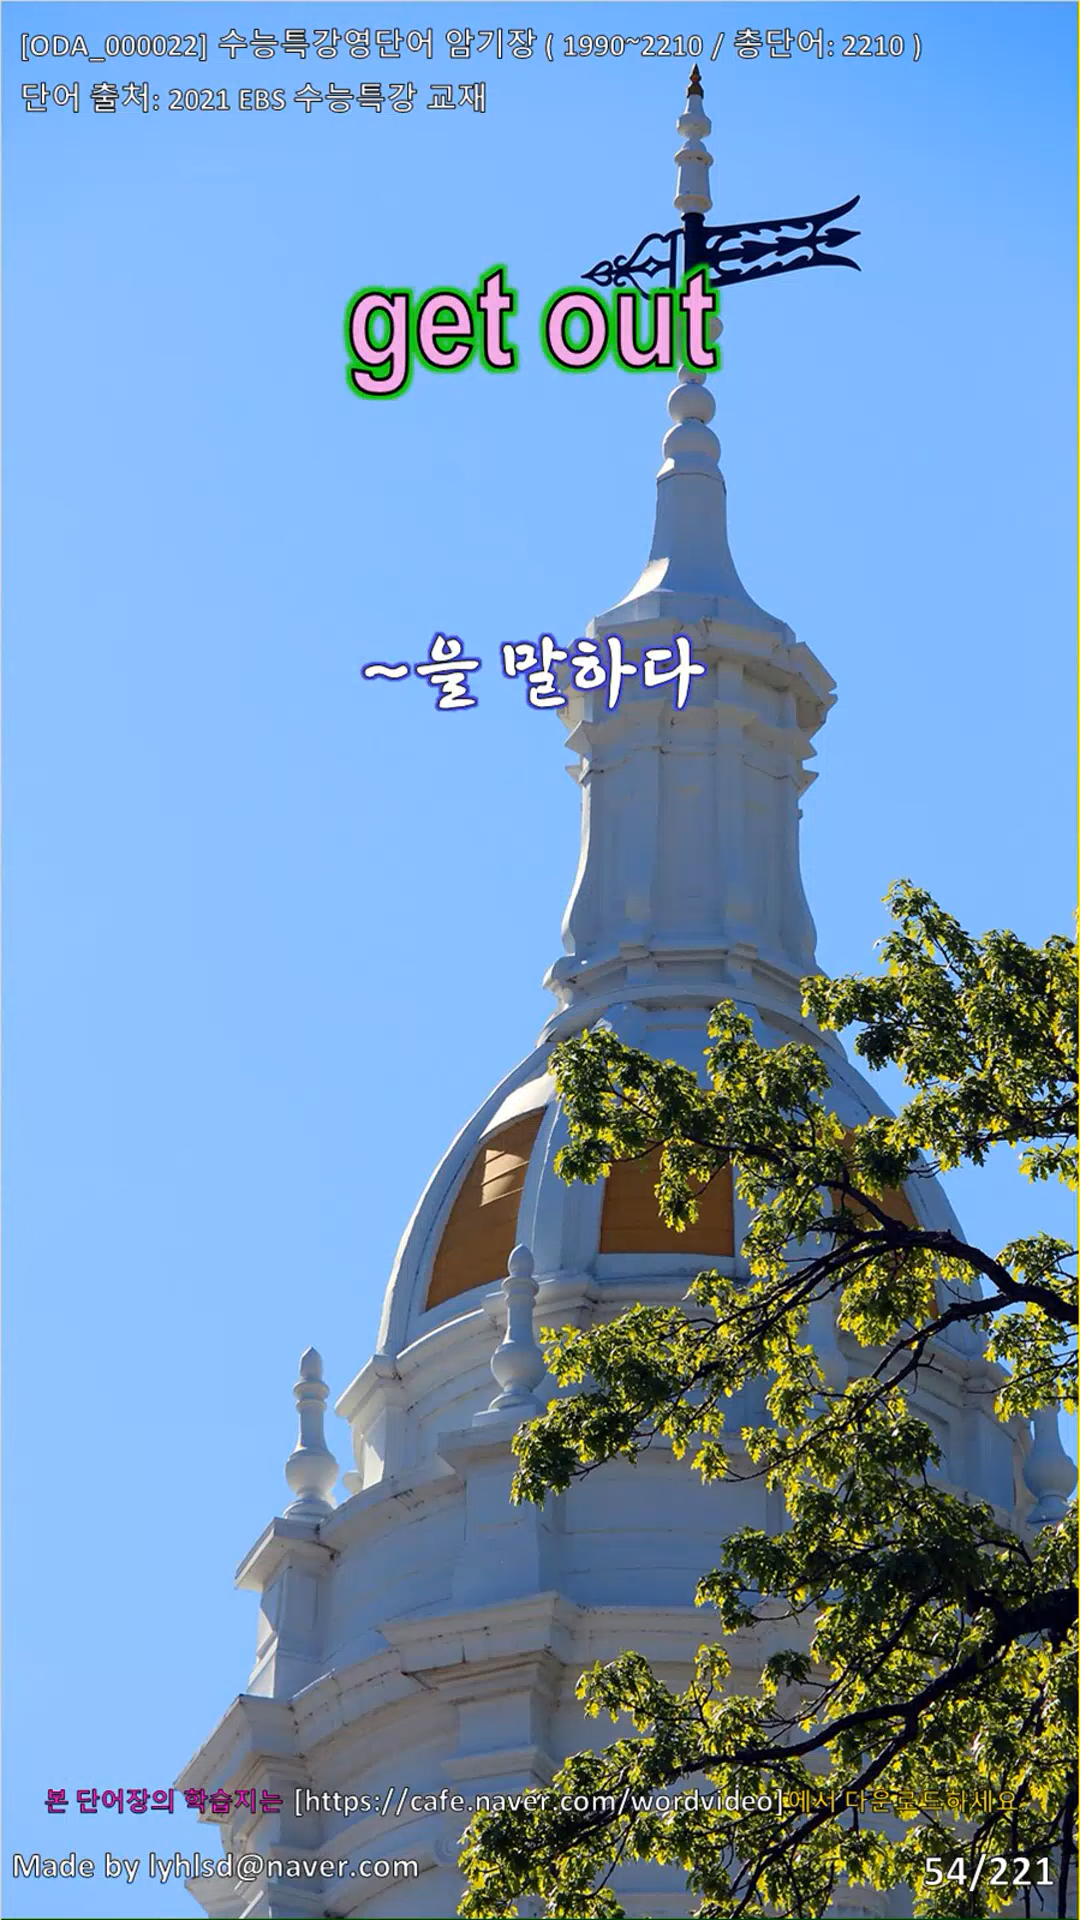 [ODA_000022] 수능특강영단어 암기장 ( 1990~2210 / 총단어: 2210 )
단어 출처: 2021 EBS 수능특강 교재
get out
~을 말하다
본 단어장의 학습지는 [https://cafe.naver.com/wordvideo]에서 다운로드하세요
Made by lyhlsd@naver.com
54/221